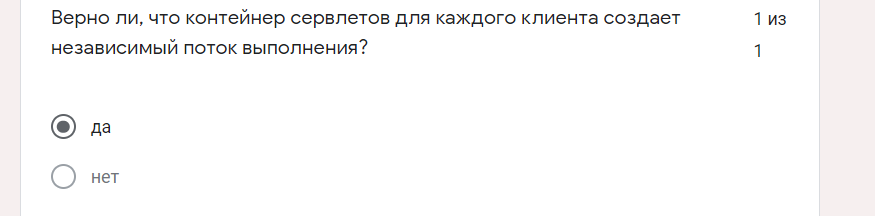 Верно ли, что контейнер сервлетов для каждого клиента создает
независимый поток выполнения?
1 из
1
да
нет